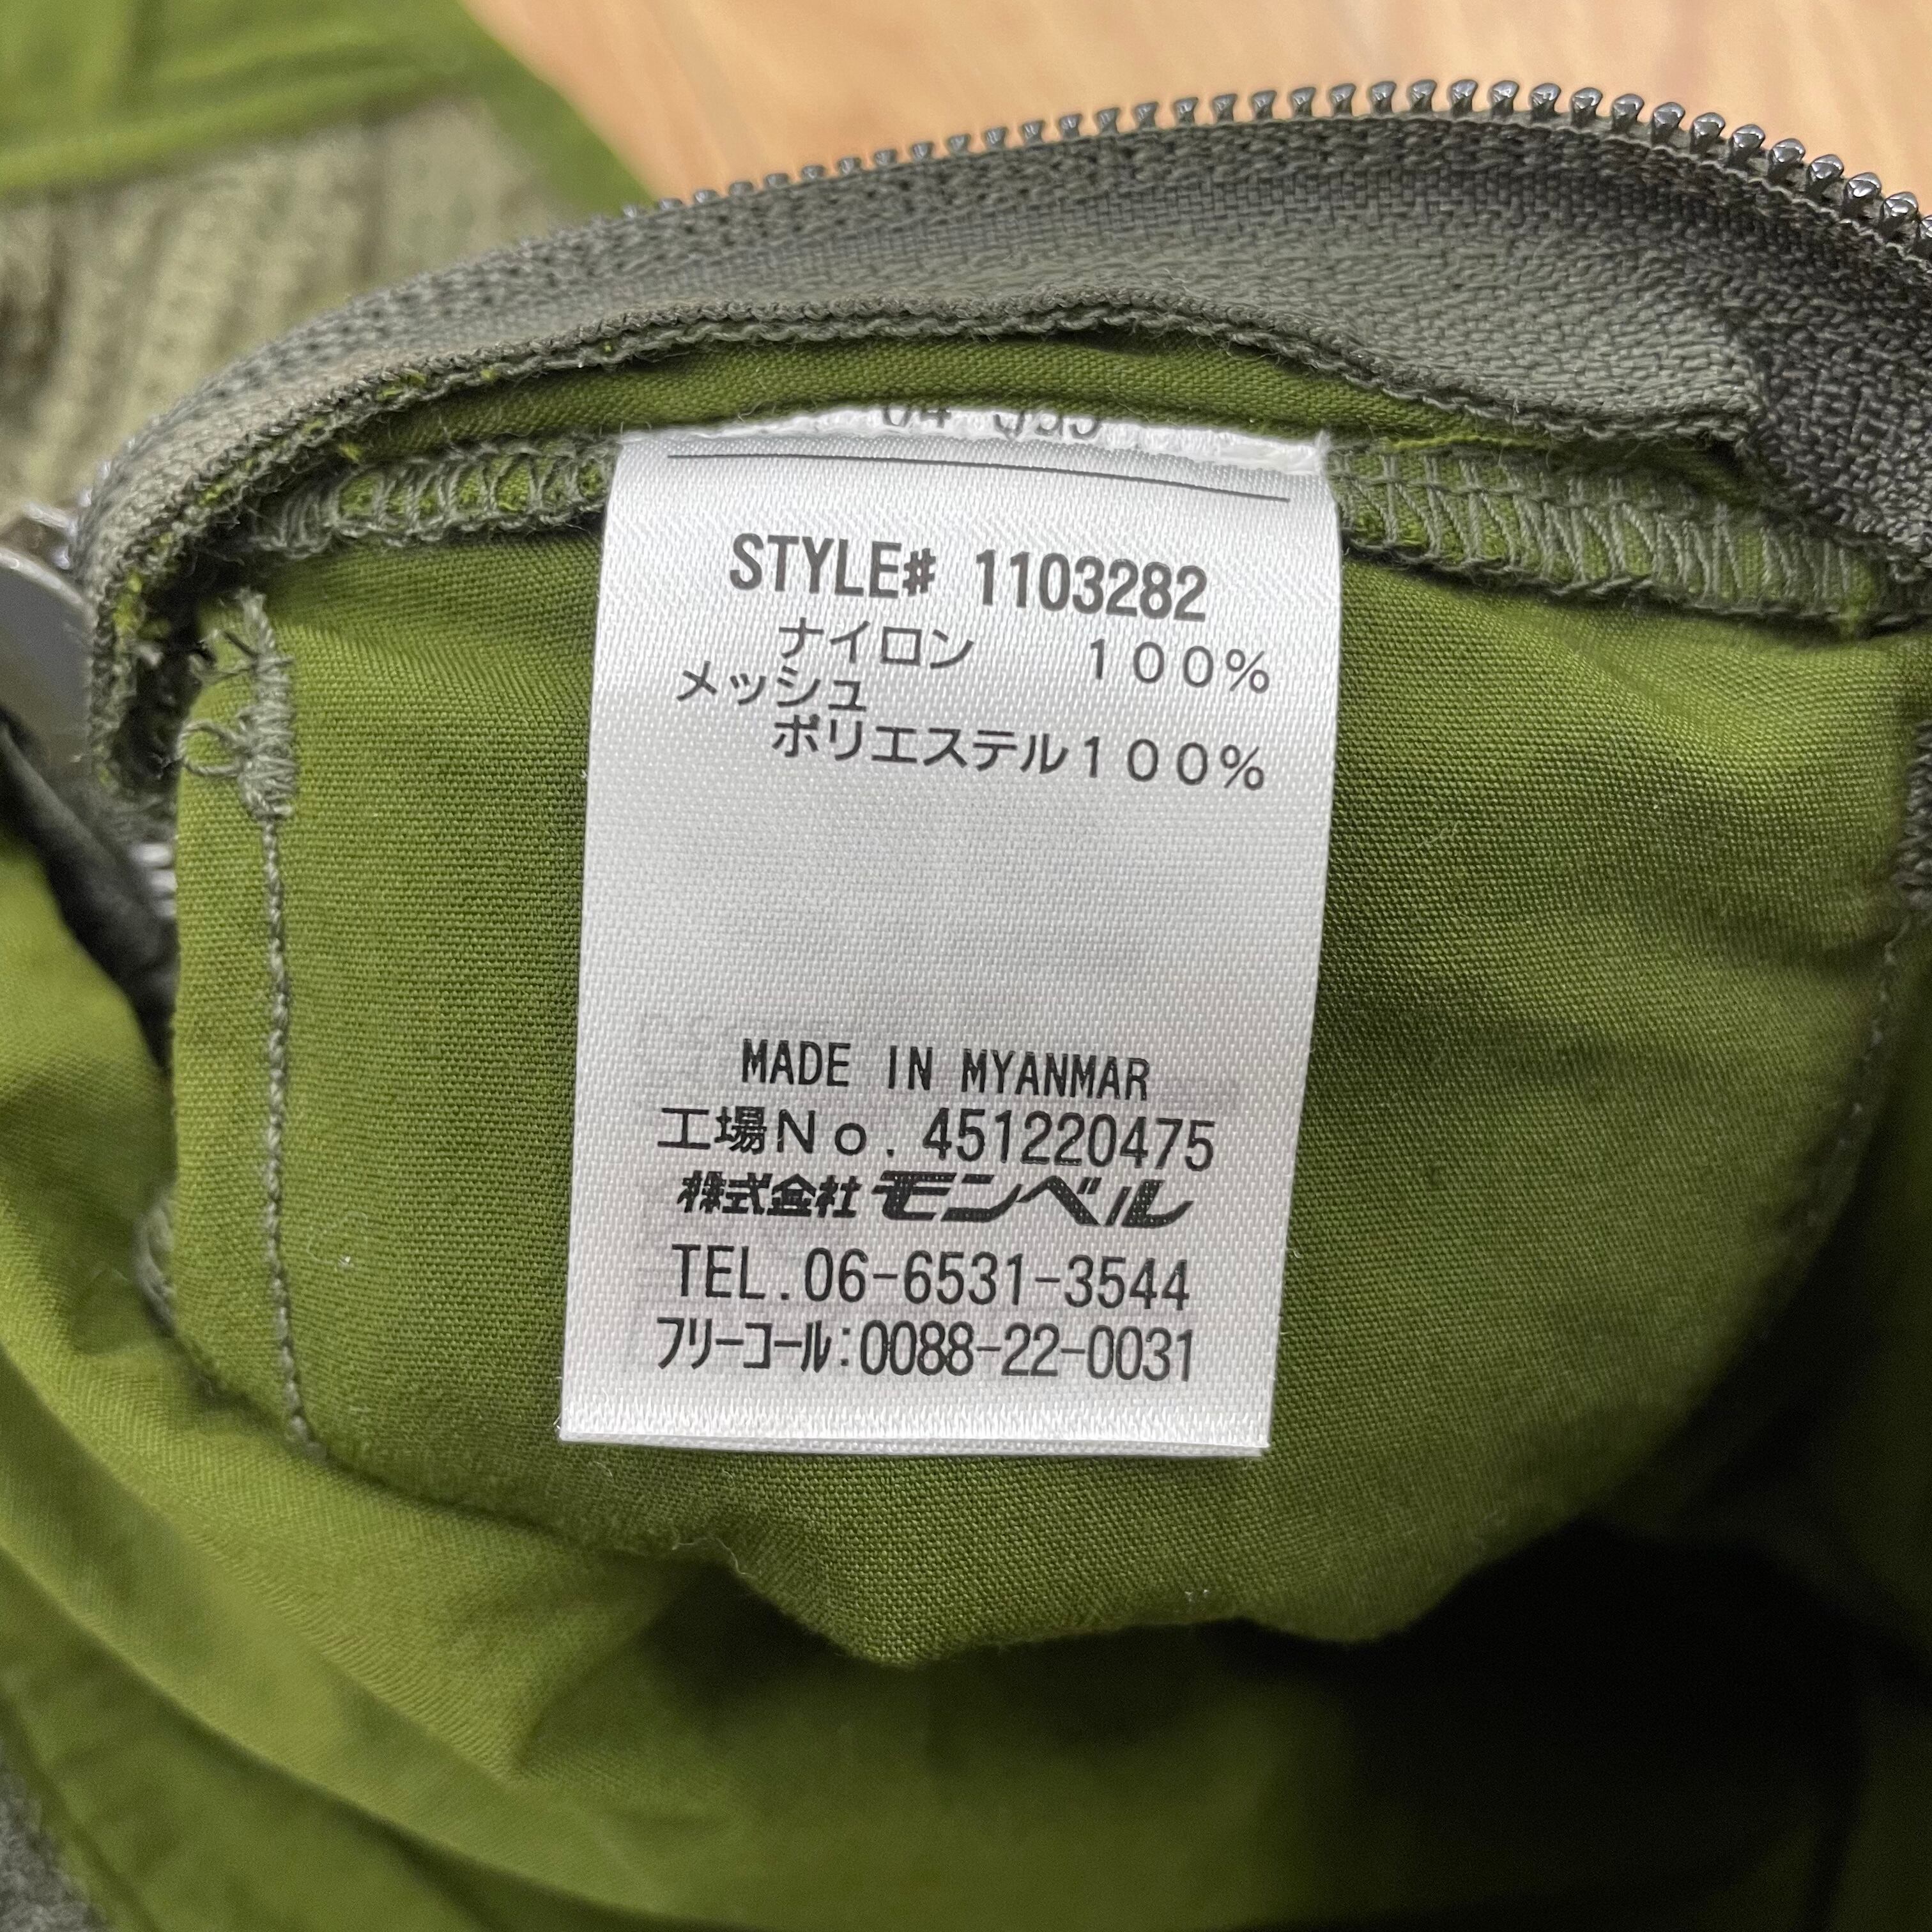 STYLE# 1103282
ナイロン 100%
メッシュ
ポリエステル100%
MADE IN MYANMAR
工場No.451220475
株式会社モンベル
TEL.06-6531-3544
フリーコール:0088-22-0031